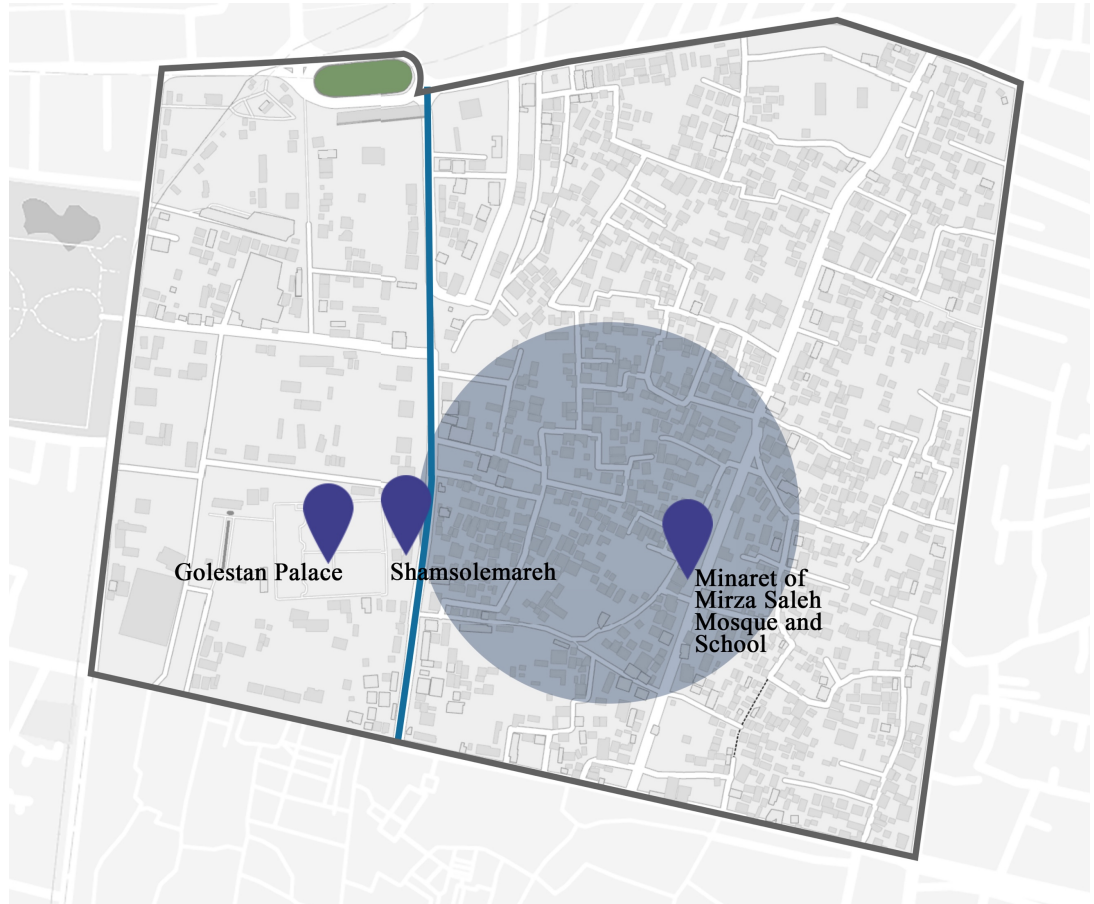 Golestan Palace
Shamsolemareh
Minaret of
Mirza Saleh
Mosque and
School